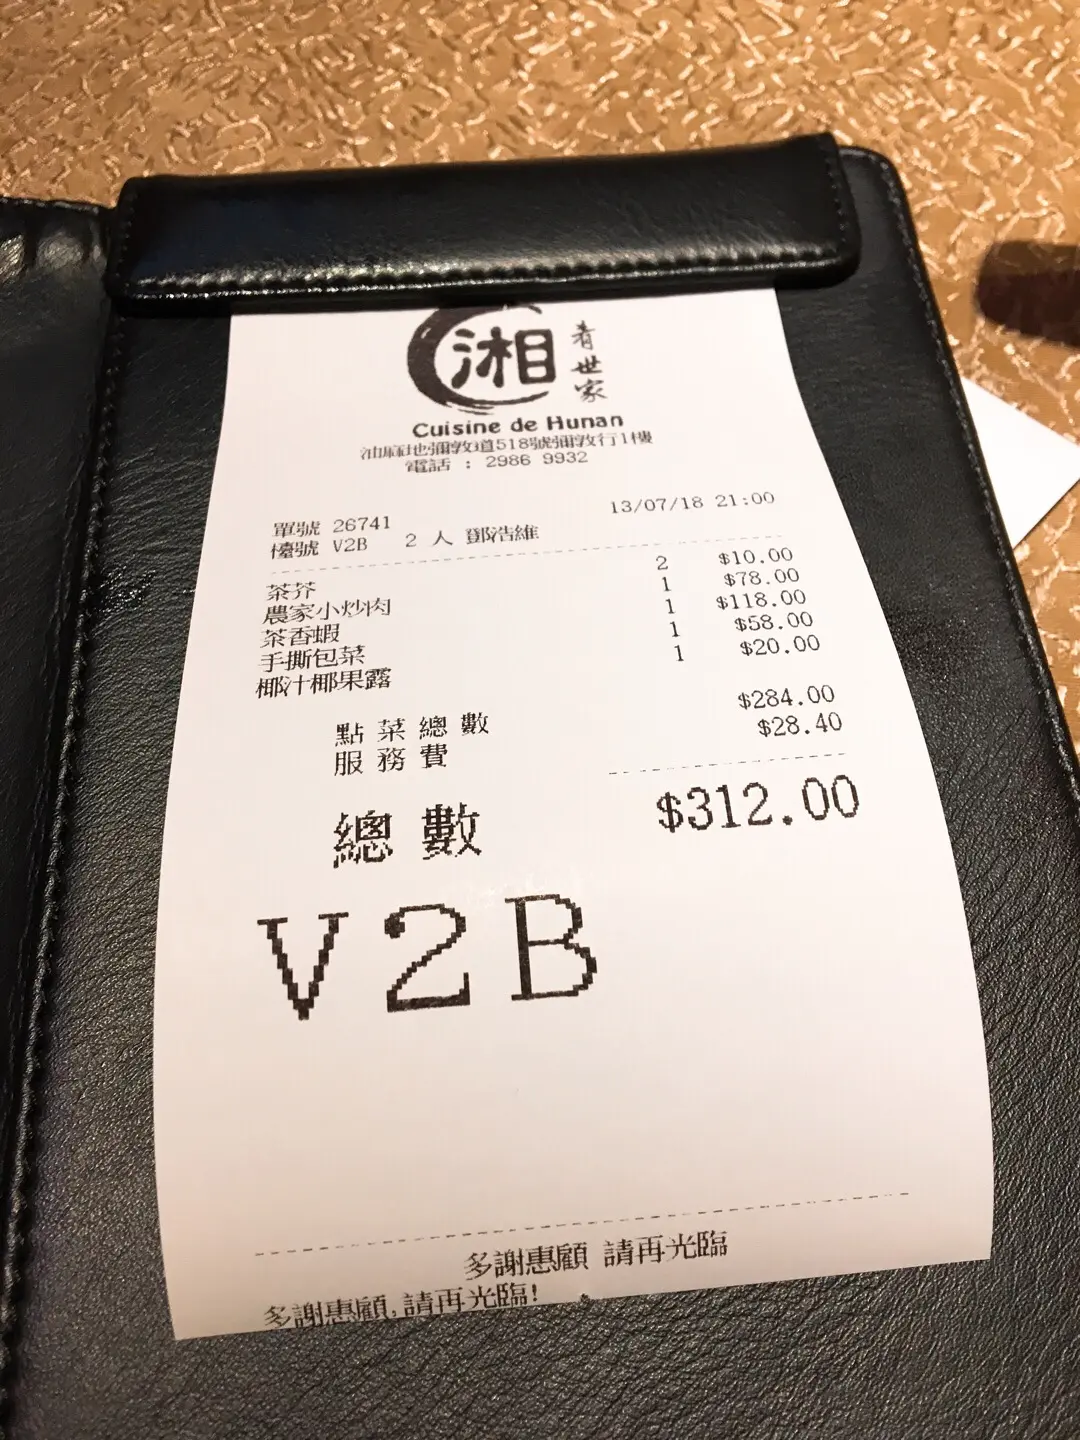 湘
者世家
Cuisine de Hunan
油麻地彌敦道518號彌敦行1樓
電話 : 2986 9932
單號 26741 13/07/18 21:00
檯號 V2B 2 人 鄧浩維
茶芥 2 $10.00
農家小炒肉 1 $78.00
茶香蝦 1 $118.00
手撕包菜 1 $58.00
椰汁椰果露 1 $20.00
點菜總數 $284.00
服務費 $28.40
總數 $312.00
V2B
多謝惠顧 請再光臨
多謝惠顧,請再光臨!